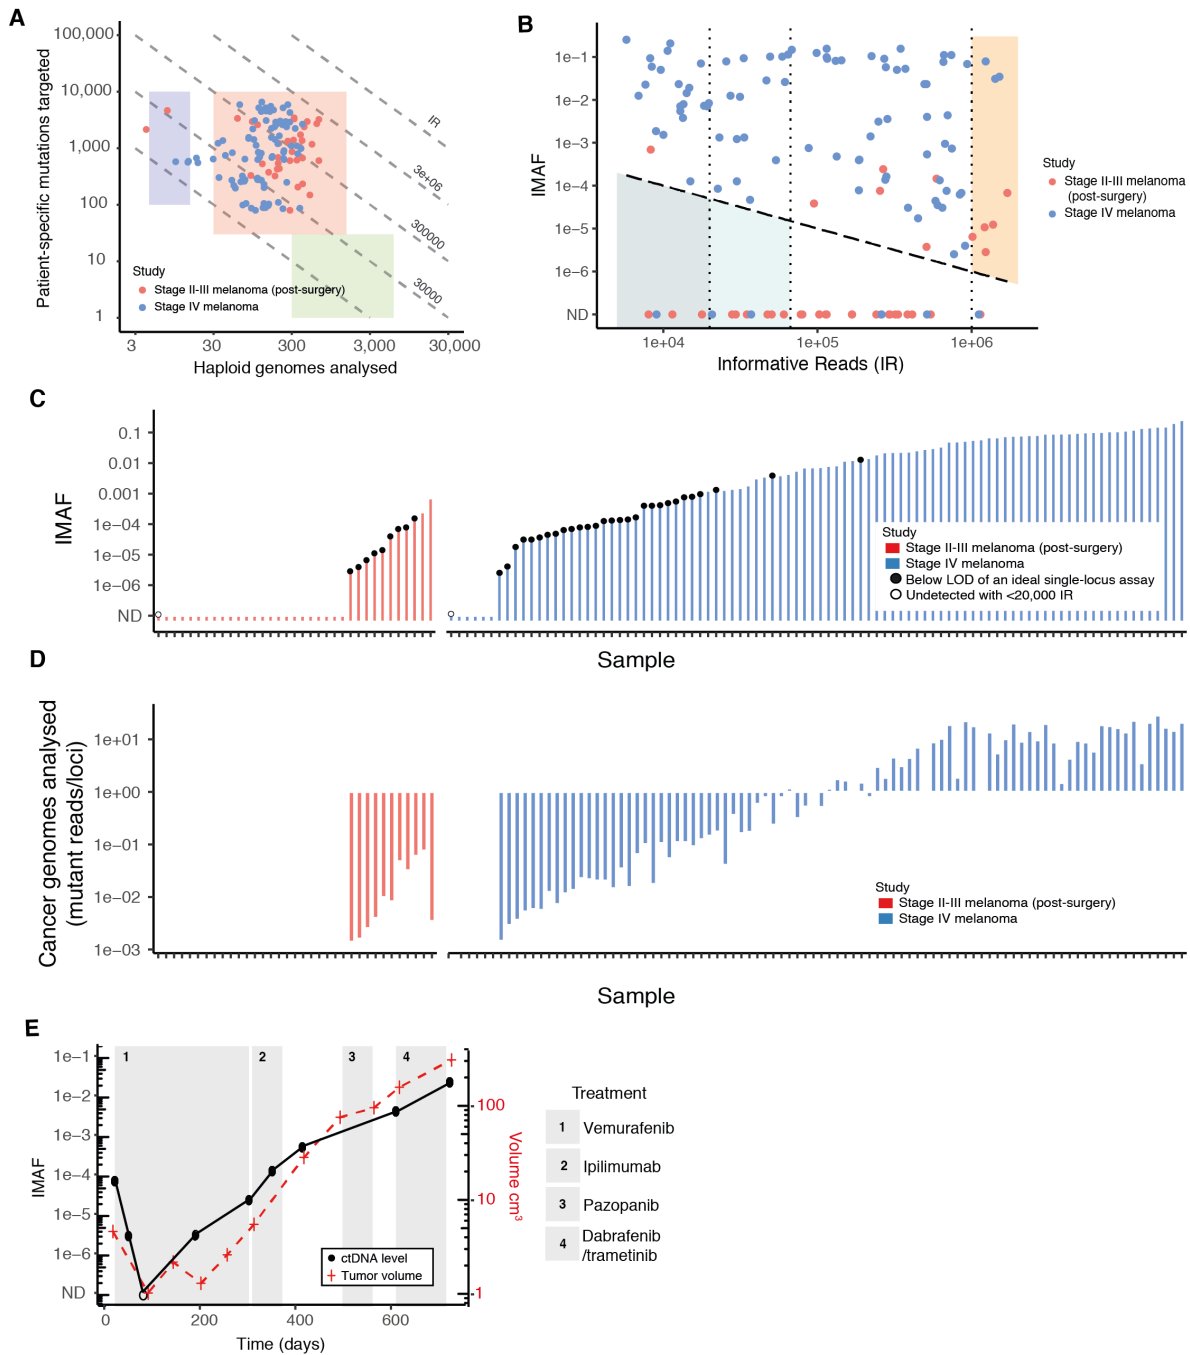 A
100,000
10,000
1,000
100
10
1
Patient-specific mutations targeted
IR
3e+06
300000
30000
Study
Stage II-III melanoma (post-surgery)
Stage IV melanoma
3
30
300
3,000
30,000
Haploid genomes analysed
B
1e−1
1e−2
1e−3
1e−4
1e−5
1e−6
ND
IMAF
1e+04
1e+05
1e+06
Informative Reads (IR)
Study
Stage II-III melanoma
(post-surgery)
Stage IV melanoma
C
0.1
0.01
0.001
1e−04
1e−05
1e−06
ND
IMAF
Study
Stage II-III melanoma (post-surgery)
Stage IV melanoma
Below LOD of an ideal single-locus assay
Undetected with <20,000 IR
Sample
D
1e+01
1e+00
1e−01
1e−02
1e−03
Cancer genomes analysed
(mutant reads/loci)
Study
Stage II-III melanoma (post-surgery)
Stage IV melanoma
Sample
E
1e−1
1e−2
1e−3
1e−4
1e−5
1e−6
ND
IMAF
1
2
3
4
100
10
1
Volume cm³
ctDNA level
Tumor volume
0
200
400
600
Time (days)
Treatment
1 Vemurafenib
2 Ipilimumab
3 Pazopanib
4 Dabrafenib
/trametinib